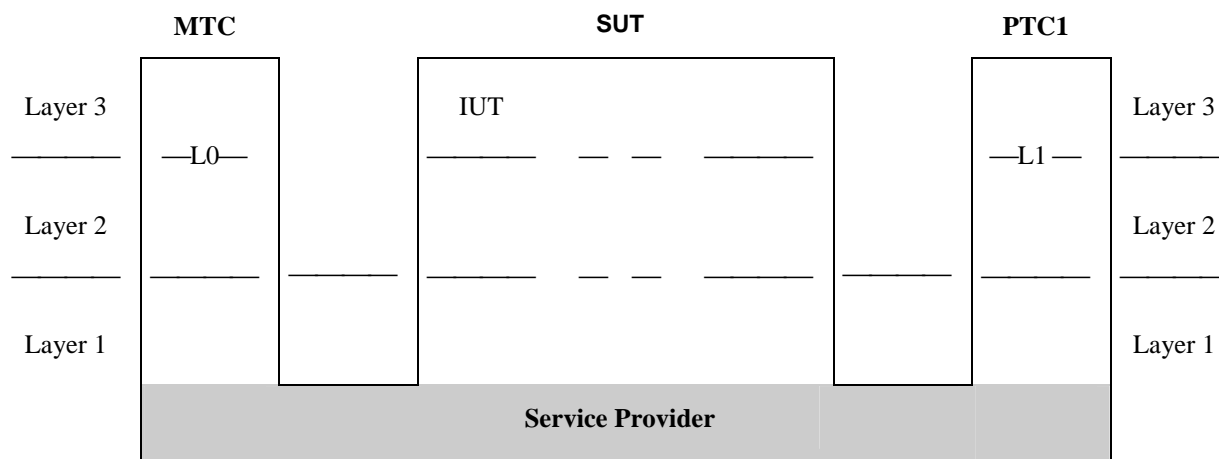 MTC SUT PTC1
Layer 3 IUT Layer 3
L0 L1
Layer 2 Layer 2
Layer 1 Layer 1
Service Provider